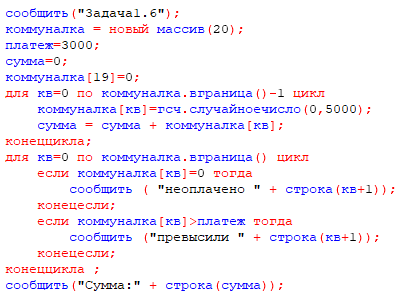 сообщить("Задача1.6");
коммуналка = новый массив(20);
платеж=3000;
сумма=0;
коммуналка[19]=0;
для кв=0 по коммуналка.вграница()-1 цикл
коммуналка[кв]=гсч.случайноечисло(0,5000);
сумма = сумма + коммуналка[кв];
конеццикла;
для кв=0 по коммуналка.вграница() цикл
если коммуналка[кв]=0 тогда
сообщить ( "неоплачено " + строка(кв+1));
конецесли;
если коммуналка[кв]>платеж тогда
сообщить ("превысили " + строка(кв+1));
конецесли;
конеццикла ;
сообщить("Сумма:" + строка(сумма));